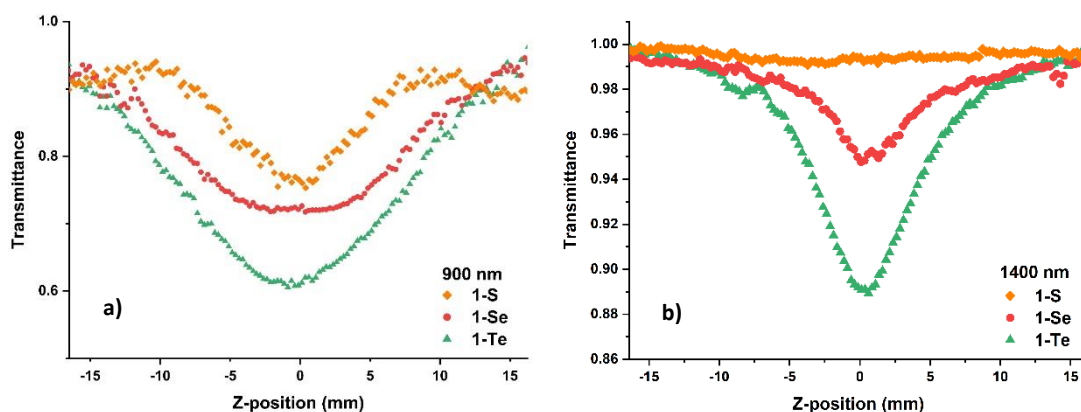 1.0
0.8
0.6
Transmittance
-15
-10
-5
0
5
10
15
Z-position (mm)
a)
900 nm
1-S
1-Se
1-Te
1.00
0.98
0.96
0.94
0.92
0.90
0.88
0.86
Transmittance
-15
-10
-5
0
5
10
15
Z-position (mm)
b)
1400 nm
1-S
1-Se
1-Te